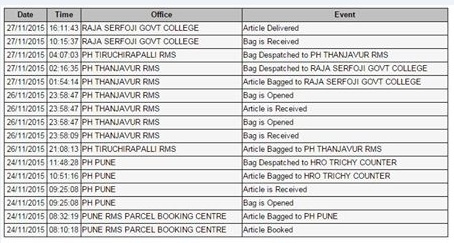 Date Time Office Event
27/11/2015 16:11:43 RAJA SERFOJI GOVT COLLEGE Article Delivered
27/11/2015 10:15:37 RAJA SERFOJI GOVT COLLEGE Bag is Received
27/11/2015 04:07:03 PH TIRUCHIRAPALLI RMS Bag Despatched to PH THANJAVUR RMS
27/11/2015 02:16:35 PH THANJAVUR RMS Bag Despatched to RAJA SERFOJI GOVT COLLEGE
27/11/2015 01:54:14 PH THANJAVUR RMS Article Bagged to RAJA SERFOJI GOVT COLLEGE
26/11/2015 23:58:47 PH THANJAVUR RMS Bag is Opened
26/11/2015 23:58:47 PH THANJAVUR RMS Article is Received
26/11/2015 23:58:47 PH THANJAVUR RMS Bag is Opened
26/11/2015 23:58:09 PH THANJAVUR RMS Bag is Received
26/11/2015 21:08:13 PH TIRUCHIRAPALLI RMS Article Bagged to PH THANJAVUR RMS
24/11/2015 11:48:28 PH PUNE Bag Despatched to HRO TRICHY COUNTER
24/11/2015 10:51:16 PH PUNE Article Bagged to HRO TRICHY COUNTER
24/11/2015 09:25:08 PH PUNE Article is Received
24/11/2015 09:25:08 PH PUNE Bag is Opened
24/11/2015 08:32:19 PUNE RMS PARCEL BOOKING CENTRE Article Bagged to PH PUNE
24/11/2015 08:10:18 PUNE RMS PARCEL BOOKING CENTRE Article Booked